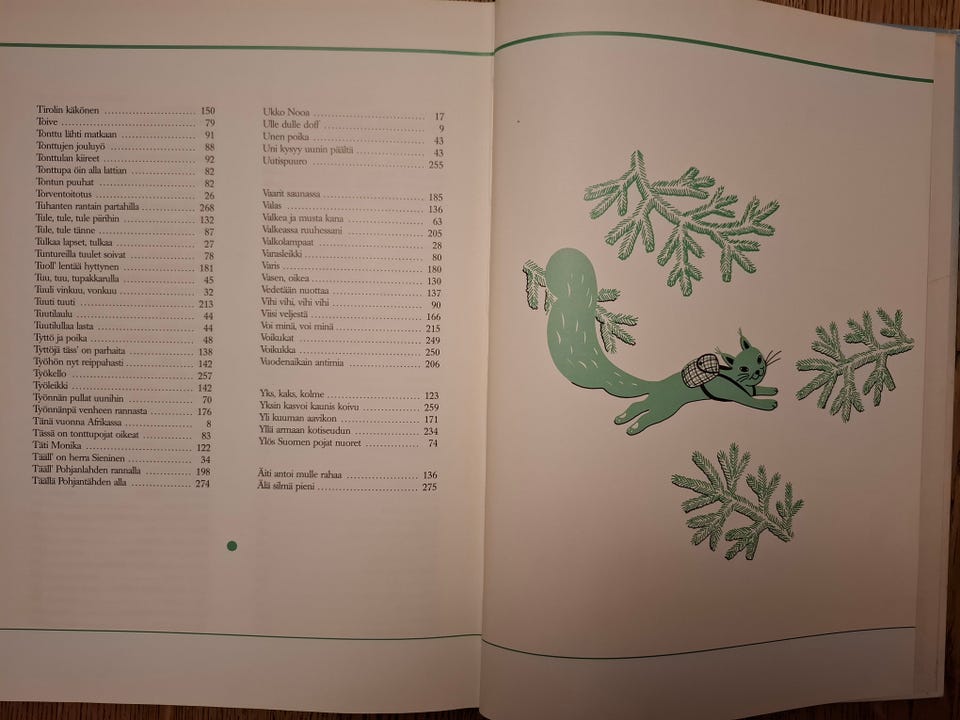 Tirolin käkönen 150
Toive 79
Tonttu lähti matkaan 91
Tonttujen jouluyö 88
Tonttulan kiireet 92
Tonttupa öin alla lattian 82
Tontun puuhat 82
Torventoitotus 26
Tuhanten rantain partahilla 268
Tule, tule, tule piirihin 132
Tule, tule tänne 87
Tulkaa lapset, tulkaa 27
Tuntureilla tuulet soivat 78
Tuoll' lentää hyttynen 181
Tuu, tuu, tupakkarulla 45
Tuuli vinkuu, vonkuu 32
Tuuti tuuti 213
Tuutilaulu 44
Tuutilullaa lasta 44
Tyttö ja poika 48
Tyttöjä täss' on parhaita 138
Työhön nyt reippahasti 142
Työkello 257
Työleikki 142
Työnnän pullat uunihin 70
Työnnänpä venheen rannasta 176
Tänä vuonna Afrikassa 8
Tässä on tonttupojat oikeat 83
Täti Monika 122
Tääll' on herra Sieninen 34
Tääll' Pohjanlahden rannalla 198
Täällä Pohjantähden alla 274
Ukko Nooa 17
Ulle dulle doff 9
Unen poika 43
Uni kysyy uunin päältä 43
Uutispuuro 255
Vaarit saunassa 185
Valas 136
Valkea ja musta kana 63
Valkeassa ruuhessani 205
Valkolampaat 28
Varasleikki 80
Varis 180
Vasen, oikea 130
Vedetään nuottaa 137
Vihi vihi, vihi vihi 90
Viisi veljestä 166
Voi minä, voi minä 215
Voikukat 249
Voikukka 250
Vuodenaikain antimia 206
Yks, kaks, kolme 123
Yksin kasvoi kaunis koivu 259
Yli kuuman aavikon 171
Yllä armaan kotiseudun 234
Ylös Suomen pojat nuoret 74
Äiti antoi mulle rahaa 136
Älä silmä pieni 275